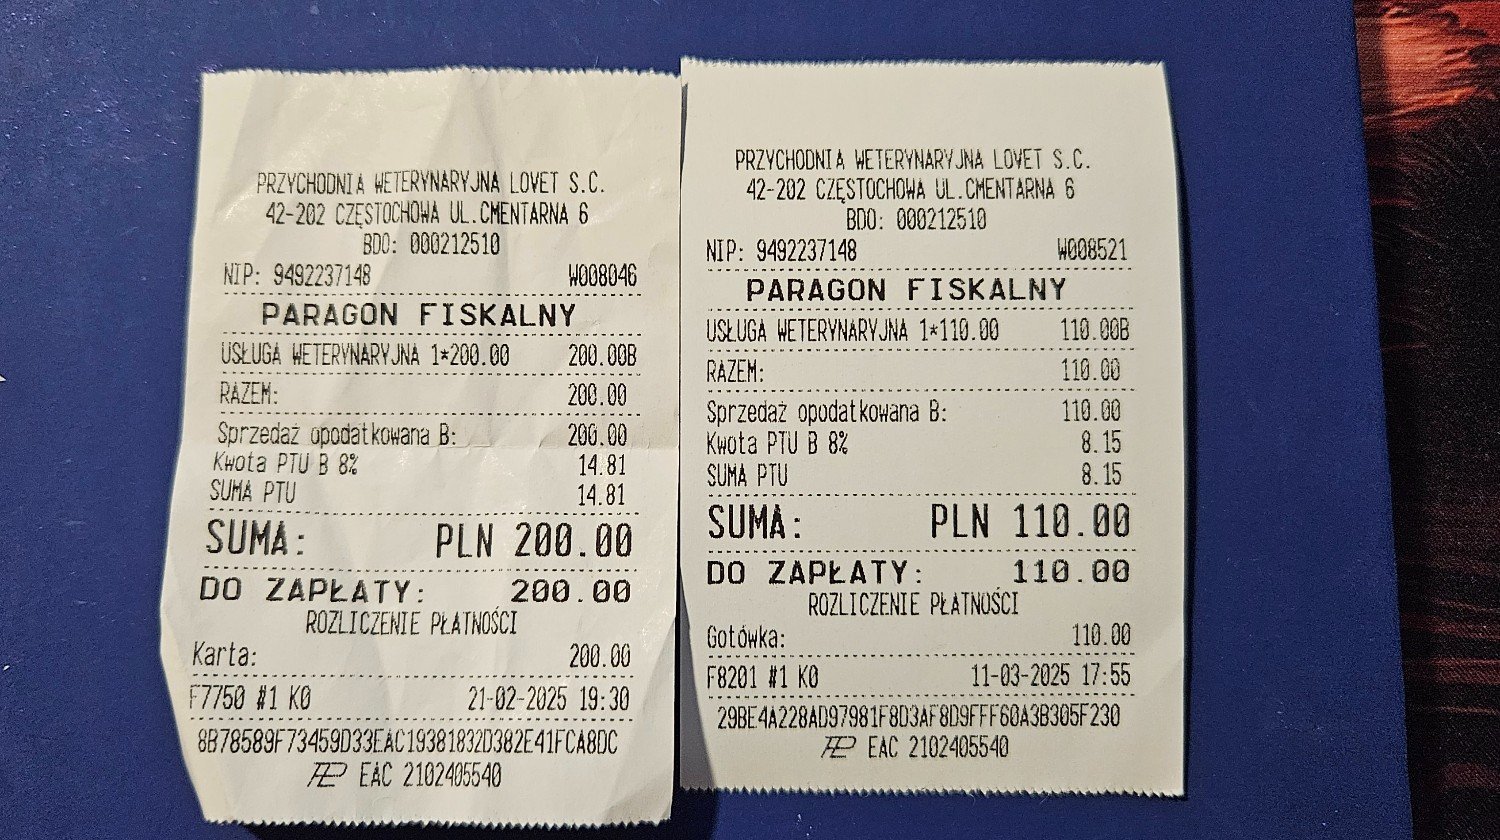 PRZYCHODNIA WETERYNARYJNA LOVET S.C.
42-202 CZĘSTOCHOWA UL.CMENTARNA 6
BDO: 000212510
NIP: 9492237148 W008046
PARAGON FISKALNY
USŁUGA WETERYNARYJNA 1*200.00 200.00B
RAZEM: 200.00
Sprzedaż opodatkowana B: 200.00
Kwota PTU B 8% 14.81
SUMA PTU 14.81
SUMA: PLN 200.00
DO ZAPŁATY: 200.00
ROZLICZENIE PŁATNOŚCI
Karta: 200.00
F7750 #1 K0 21-02-2025 19:30
8B78589F73459D33EAC19381832D382E41FCA8DC
EAC 2102405540
PRZYCHODNIA WETERYNARYJNA LOVET S.C.
42-202 CZĘSTOCHOWA UL.CMENTARNA 6
BDO: 000212510
NIP: 9492237148 W008521
PARAGON FISKALNY
USŁUGA WETERYNARYJNA 1*110.00 110.00B
RAZEM: 110.00
Sprzedaż opodatkowana B: 110.00
Kwota PTU B 8% 8.15
SUMA PTU 8.15
SUMA: PLN 110.00
DO ZAPŁATY: 110.00
ROZLICZENIE PŁATNOŚCI
Gotówka: 110.00
F8201 #1 K0 11-03-2025 17:55
29BE4A228AD97981F8D3AF8D9FFF60A3B305F230
EAC 2102405540